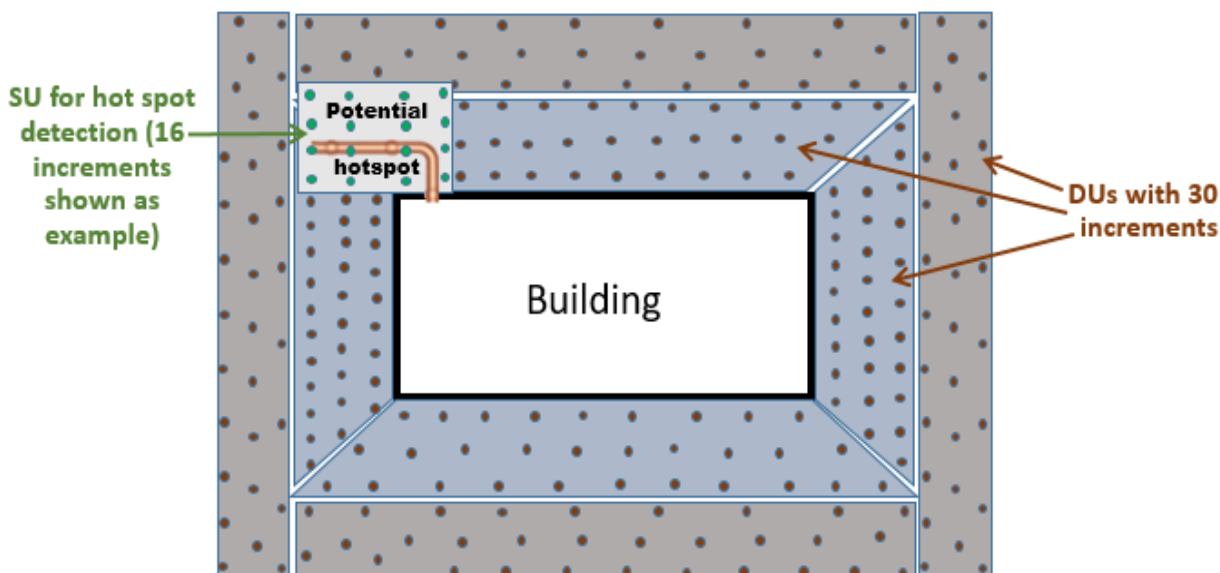 SU for hot spot
detection (16
increments
shown as
example)
Potential
hotspot
Building
DUs with 30
increments